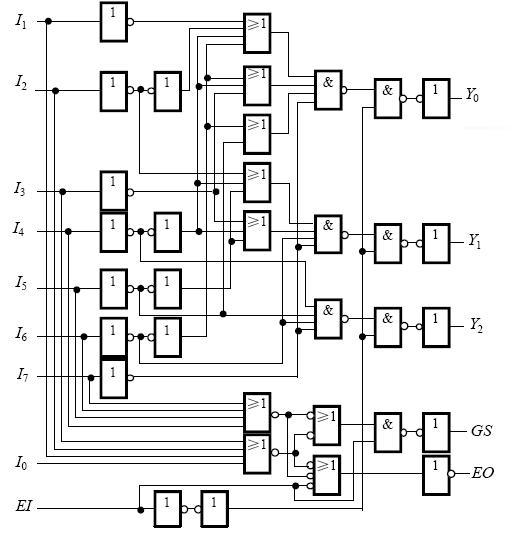 I1 1 ≥1
I2 1 1 ≥1 & & 1 Y0
≥1
I3 1 ≥1
I4 1 1 ≥1 & & 1 Y1
I5 1 1
I6 1 1 & & 1 Y2
I7 1
≥1 ≥1 & 1 GS
I0 ≥1 ≥1 1 EO
EI 1 1